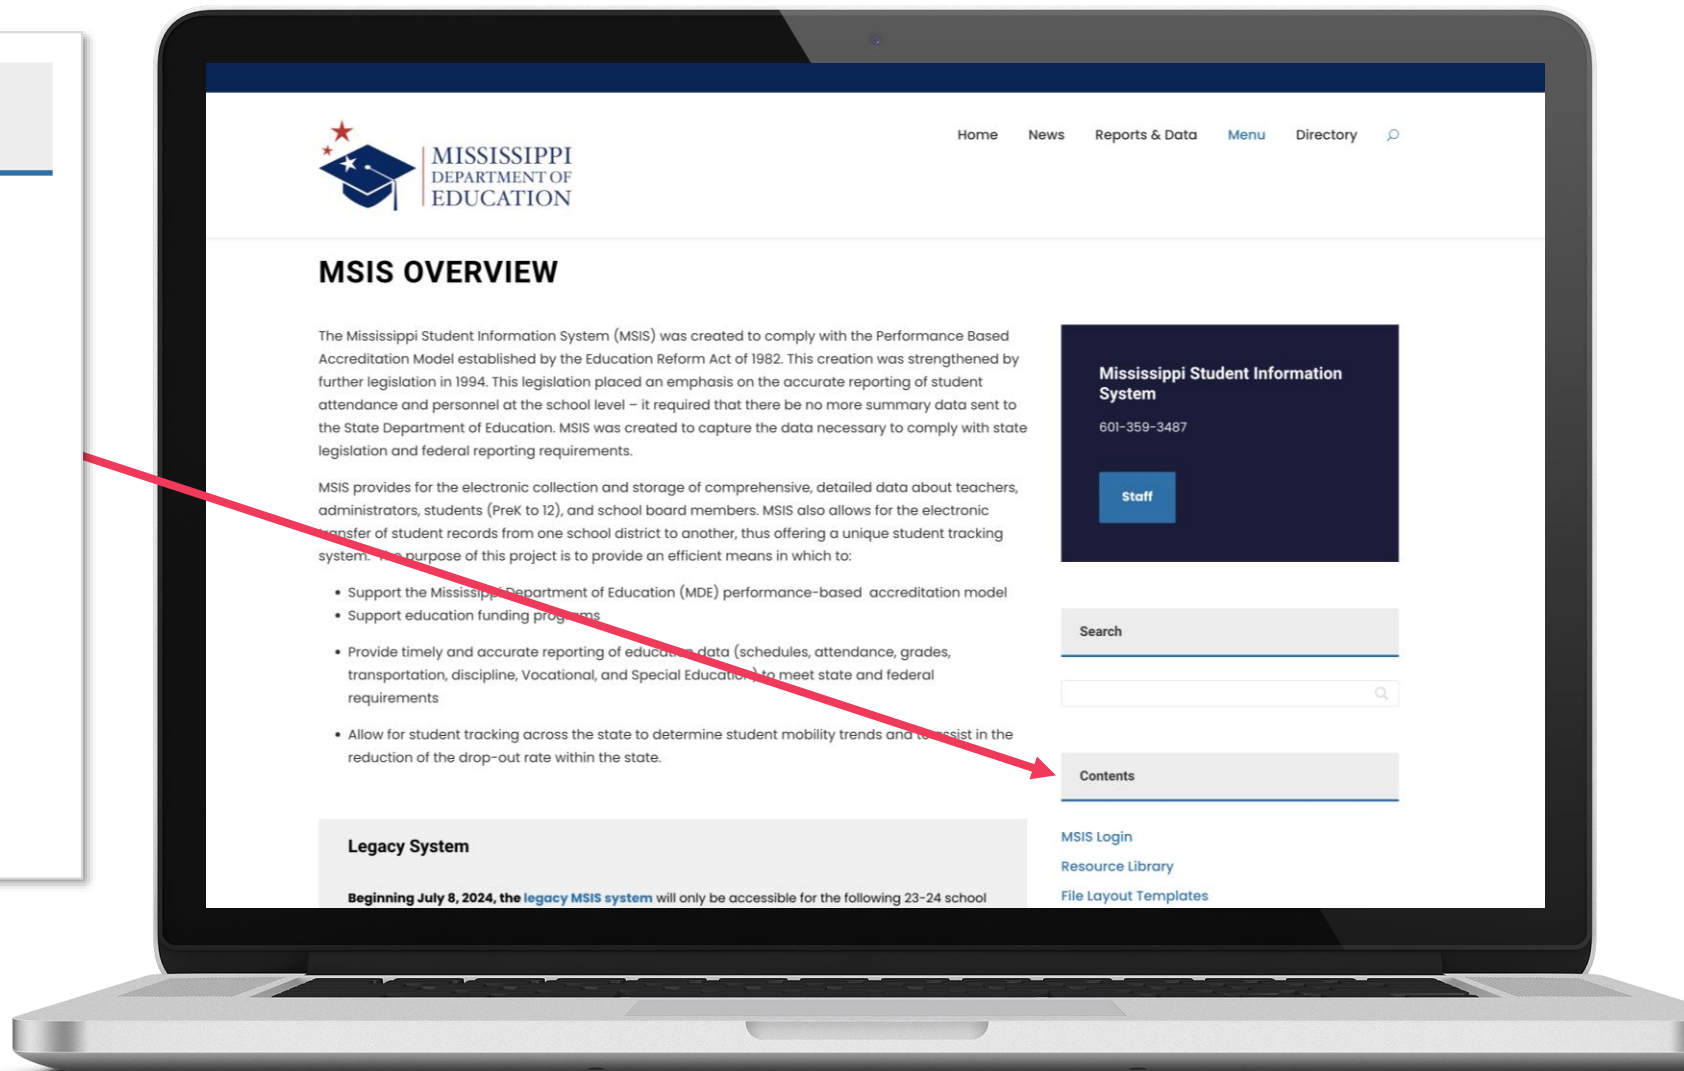 MISSISSIPPI
DEPARTMENT OF
EDUCATION
Home News Reports & Data Menu Directory
MSIS OVERVIEW
The Mississippi Student Information System (MSIS) was created to comply with the Performance Based
Accreditation Model established by the Education Reform Act of 1982. This creation was strengthened by
further legislation in 1994. This legislation placed an emphasis on the accurate reporting of student
attendance and personnel at the school level – it required that there be no more summary data sent to
the State Department of Education. MSIS was created to capture the data necessary to comply with state
legislation and federal reporting requirements.
MSIS provides for the electronic collection and storage of comprehensive, detailed data about teachers,
administrators, students (PreK to 12), and school board members. MSIS also allows for the electronic
transfer of student records from one school district to another, thus offering a unique student tracking
system. The purpose of this project is to provide an efficient means in which to:
• Support the Mississippi Department of Education (MDE) performance-based accreditation model
• Support education funding programs
• Provide timely and accurate reporting of education data (schedules, attendance, grades,
transportation, discipline, Vocational, and Special Education) to meet state and federal
requirements
• Allow for student tracking across the state to determine student mobility trends and to assist in the
reduction of the drop-out rate within the state.
Legacy System
Beginning July 8, 2024, the legacy MSIS system will only be accessible for the following 23-24 school
Mississippi Student Information
System
601-359-3487
Staff
Search
Contents
MSIS Login
Resource Library
File Layout Templates